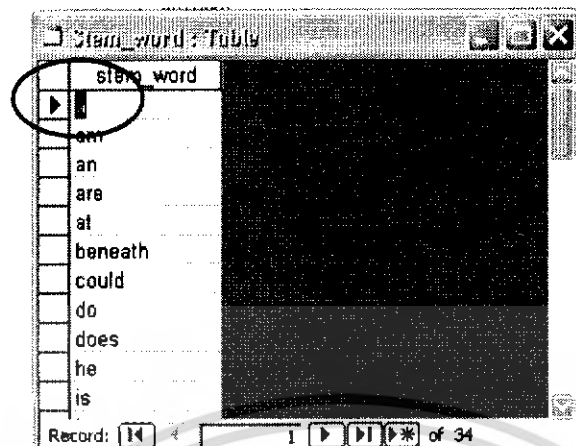 Stem_word : Table
stem_word
am
an
are
at
beneath
could
do
does
he
is
Record: 1 of 34